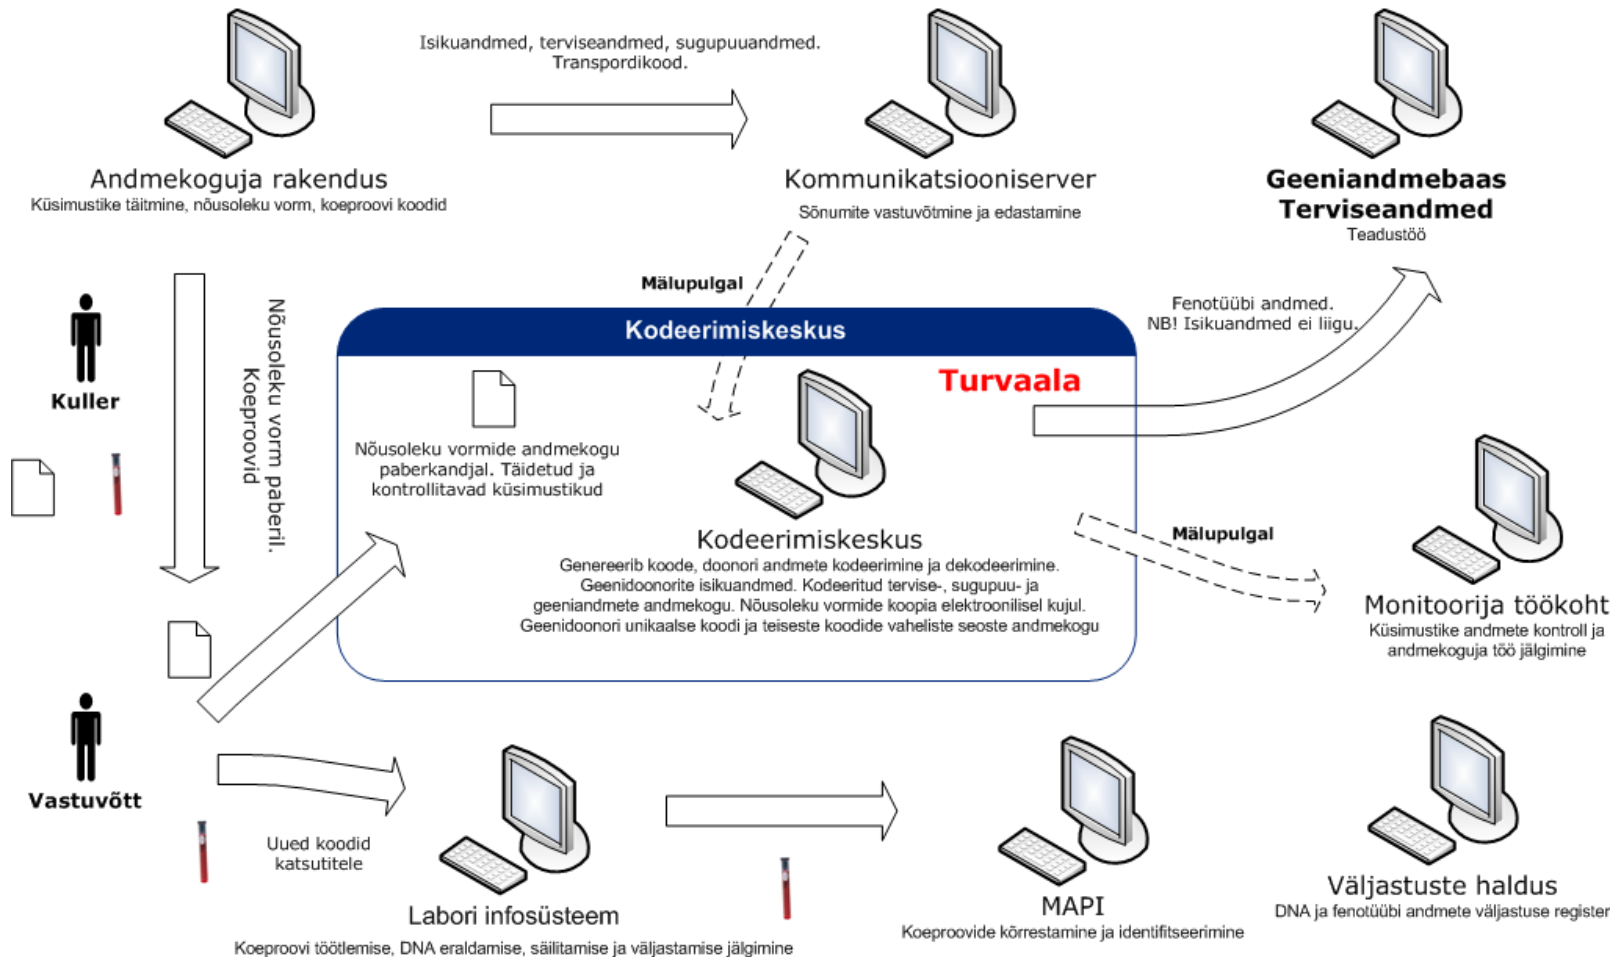 Isikuandmed, terviseandmed, sugupuuandmed.
Transpordikood.
Andmekoguja rakendus
Küsimustike täitmine, nõusoleku vorm, koeproovi koodid
Kommunikatsiooniserver
Sõnumite vastuvõtmine ja edastamine
Geeniandmebaas
Terviseandmed
Teadustöö
Mälupulgal
Fenotüübi andmed.
NB! Isikuandmed ei liigu.
Kuller
Nõusoleku vorm paberil.
Koeproovid
Kodeerimiskeskus
Turvaala
Nõusoleku vormide andmekogu
paberkandjal. Täidetud ja
kontrollitavad küsimustikud
Kodeerimiskeskus
Genereerib koode, doonori andmete kodeerimine ja dekodeerimine.
Geenidoonorite isikuandmed. Kodeeritud tervise-, sugupuu- ja
geeniandmete andmekogu. Nõusoleku vormide koopia elektroonilisel kujul.
Geenidoonori unikaalse koodi ja teiseste koodide vaheliste seoste andmekogu
Mälupulgal
Monitoorija töökoht
Küsimustike andmete kontroll ja
andmekoguja töö jälgimine
Vastuvõtt
Uued koodid
katsutitele
Labori infosüsteem
Koeproovi töötlemise, DNA eraldamise, säilitamise ja väljastamise jälgimine
MAPI
Koeproovide kõrrestamine ja identifitseerimine
Väljastuste haldus
DNA ja fenotüübi andmete väljastuse register